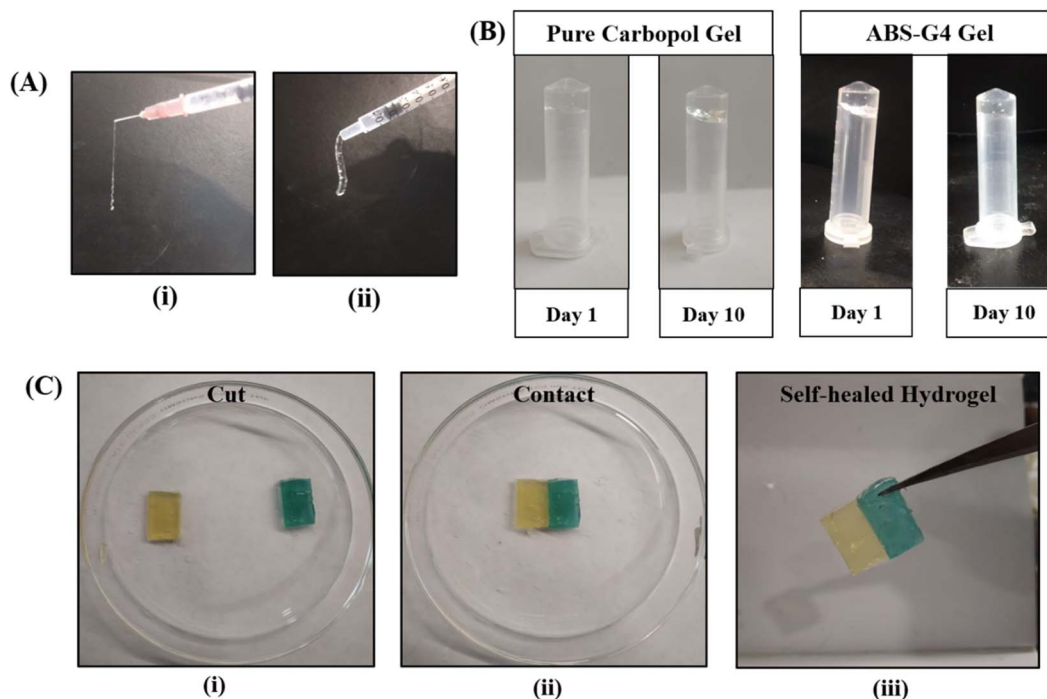 (A)
(i)
(ii)
(B)
Pure Carbopol Gel
ABS-G4 Gel
Day 1
Day 10
Day 1
Day 10
(C)
Cut
Contact
Self-healed Hydrogel
(i)
(ii)
(iii)